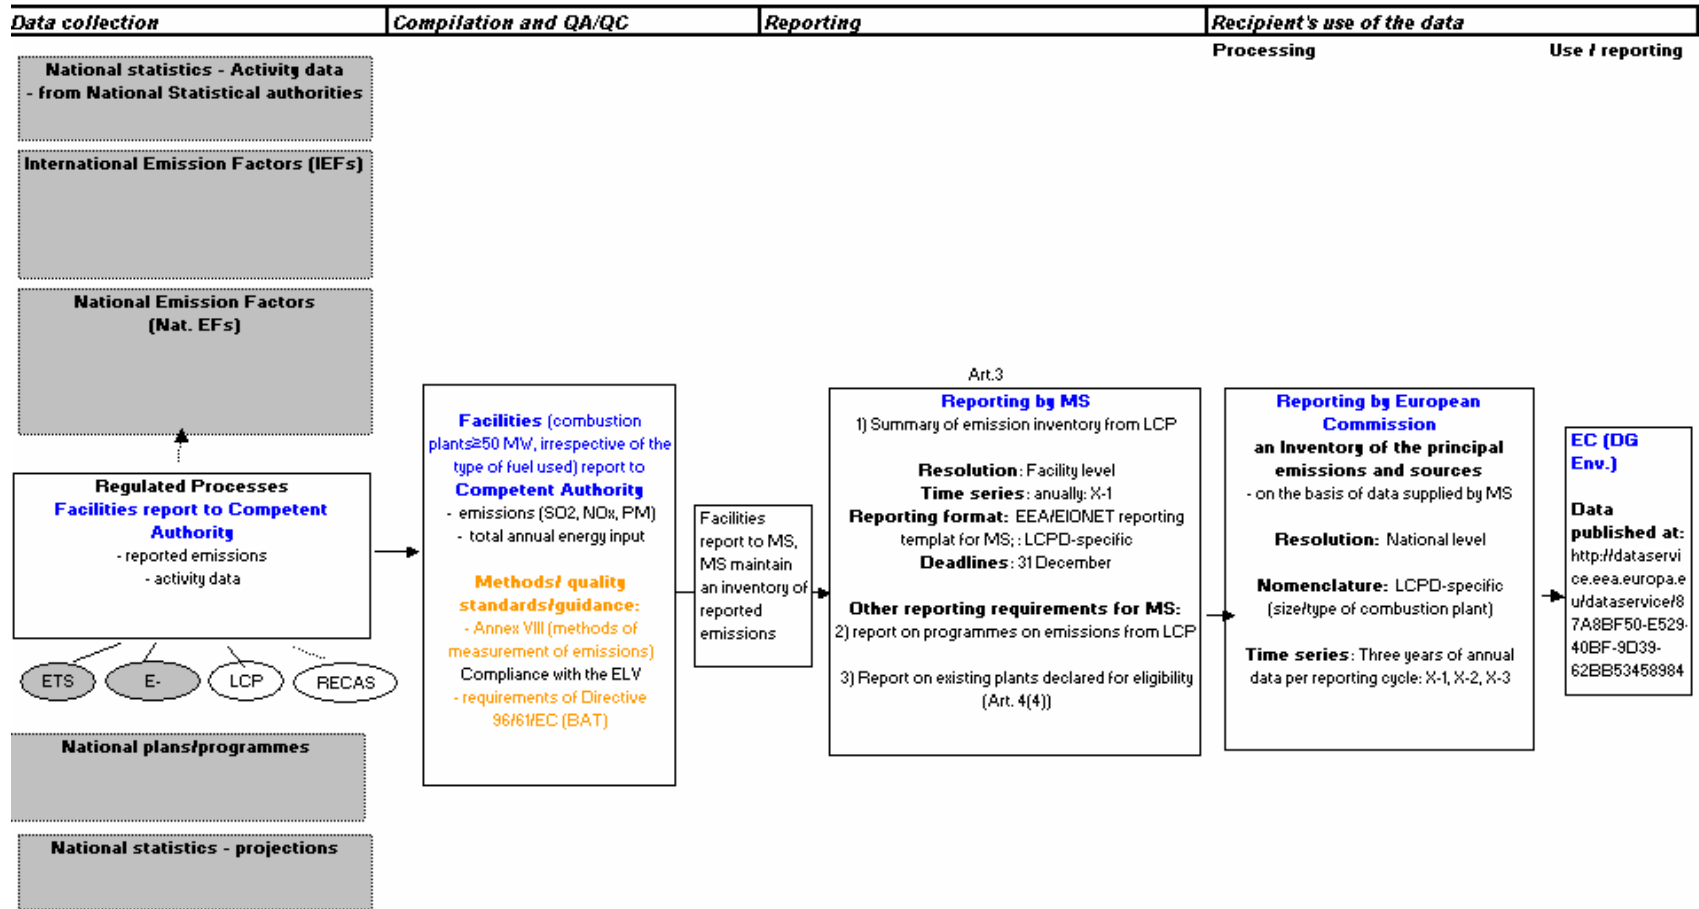 Data collection
Compilation and QA/QC
Reporting
Recipient's use of the data
Processing
Use / reporting
National statistics - Activity data
- from National Statistical authorities
International Emission Factors (IEFs)
National Emission Factors
(Nat. EFs)
Regulated Processes
Facilities report to Competent
Authority
- reported emissions
- activity data
ETS
E-
LCP
RECAS
National plans/programmes
National statistics - projections
Facilities (combustion
plants≥50 MW, irrespective of the
type of fuel used) report to
Competent Authority
- emissions (SO2, NOx, PM)
- total annual energy input
Methods/ quality
standards/guidance:
- Annex VIII (methods of
measurement of emissions)
Compliance with the ELV
- requirements of Directive
96/61/EC (BAT)
Facilities
report to MS,
MS maintain
an inventory of
reported
emissions
Art.3
Reporting by MS
1) Summary of emission inventory from LCP
Resolution: Facility level
Time series: anually: X-1
Reporting format: EEA/EIONET reporting
templat for MS; : LCPD-specific
Deadlines: 31 December
Other reporting requirements for MS:
2) report on programmes on emissions from LCP
3) Report on existing plants declared for eligibility
(Art. 4(4))
Reporting by European
Commission
an Inventory of the principal
emissions and sources
- on the basis of data supplied by MS
Resolution: National level
Nomenclature: LCPD-specific
(size/type of combustion plant)
Time series: Three years of annual
data per reporting cycle: X-1, X-2, X-3
EC (DG
Env.)
Data
published at:
http://dataservi
ce.eea.europa.e
u/dataservice/8
7A8BF50-E529-
40BF-9D39-
62BB53458984